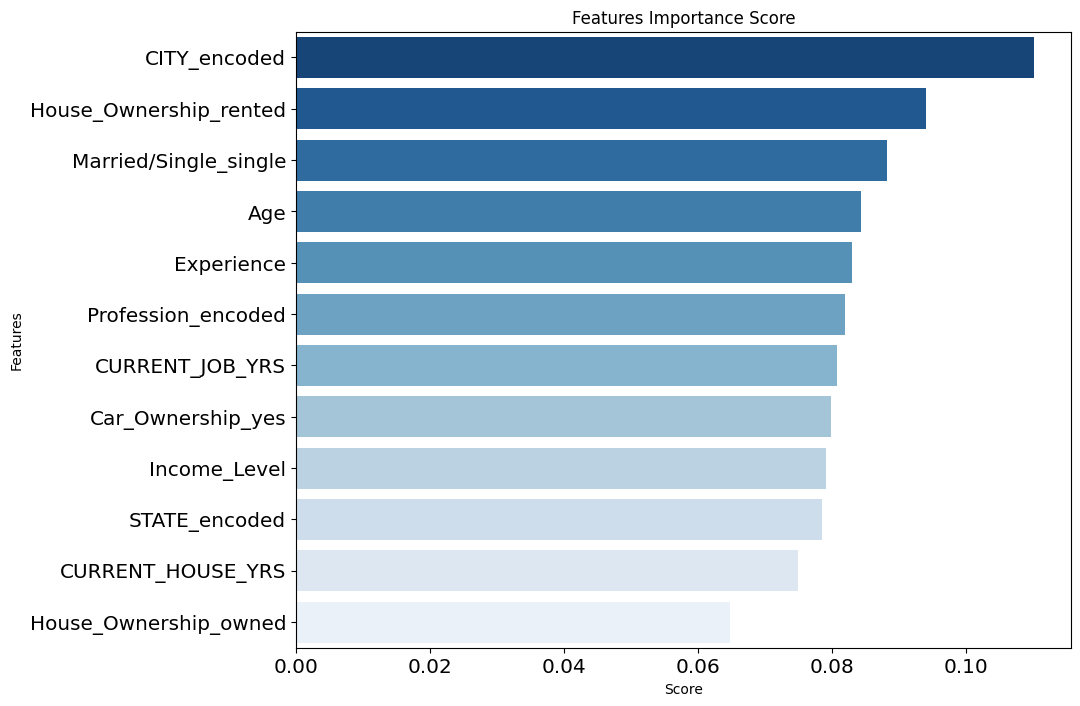 Features Importance Score
CITY_encoded
House_Ownership_rented
Married/Single_single
Age
Experience
Profession_encoded
CURRENT_JOB_YRS
Car_Ownership_yes
Income_Level
STATE_encoded
CURRENT_HOUSE_YRS
House_Ownership_owned
Features
0.00 0.02 0.04 0.06 0.08 0.10
Score